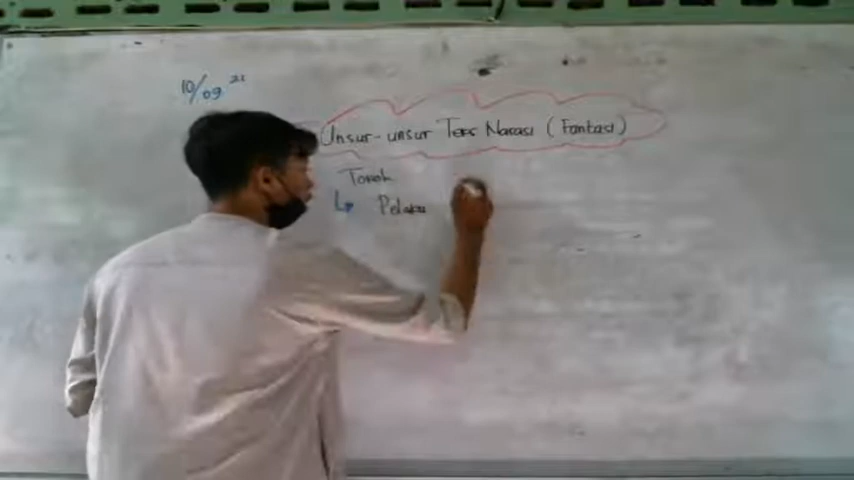 10/09 21
Unsur-unsur Teks Narasi (Fantasi)
Tokoh
↳ Pelaku